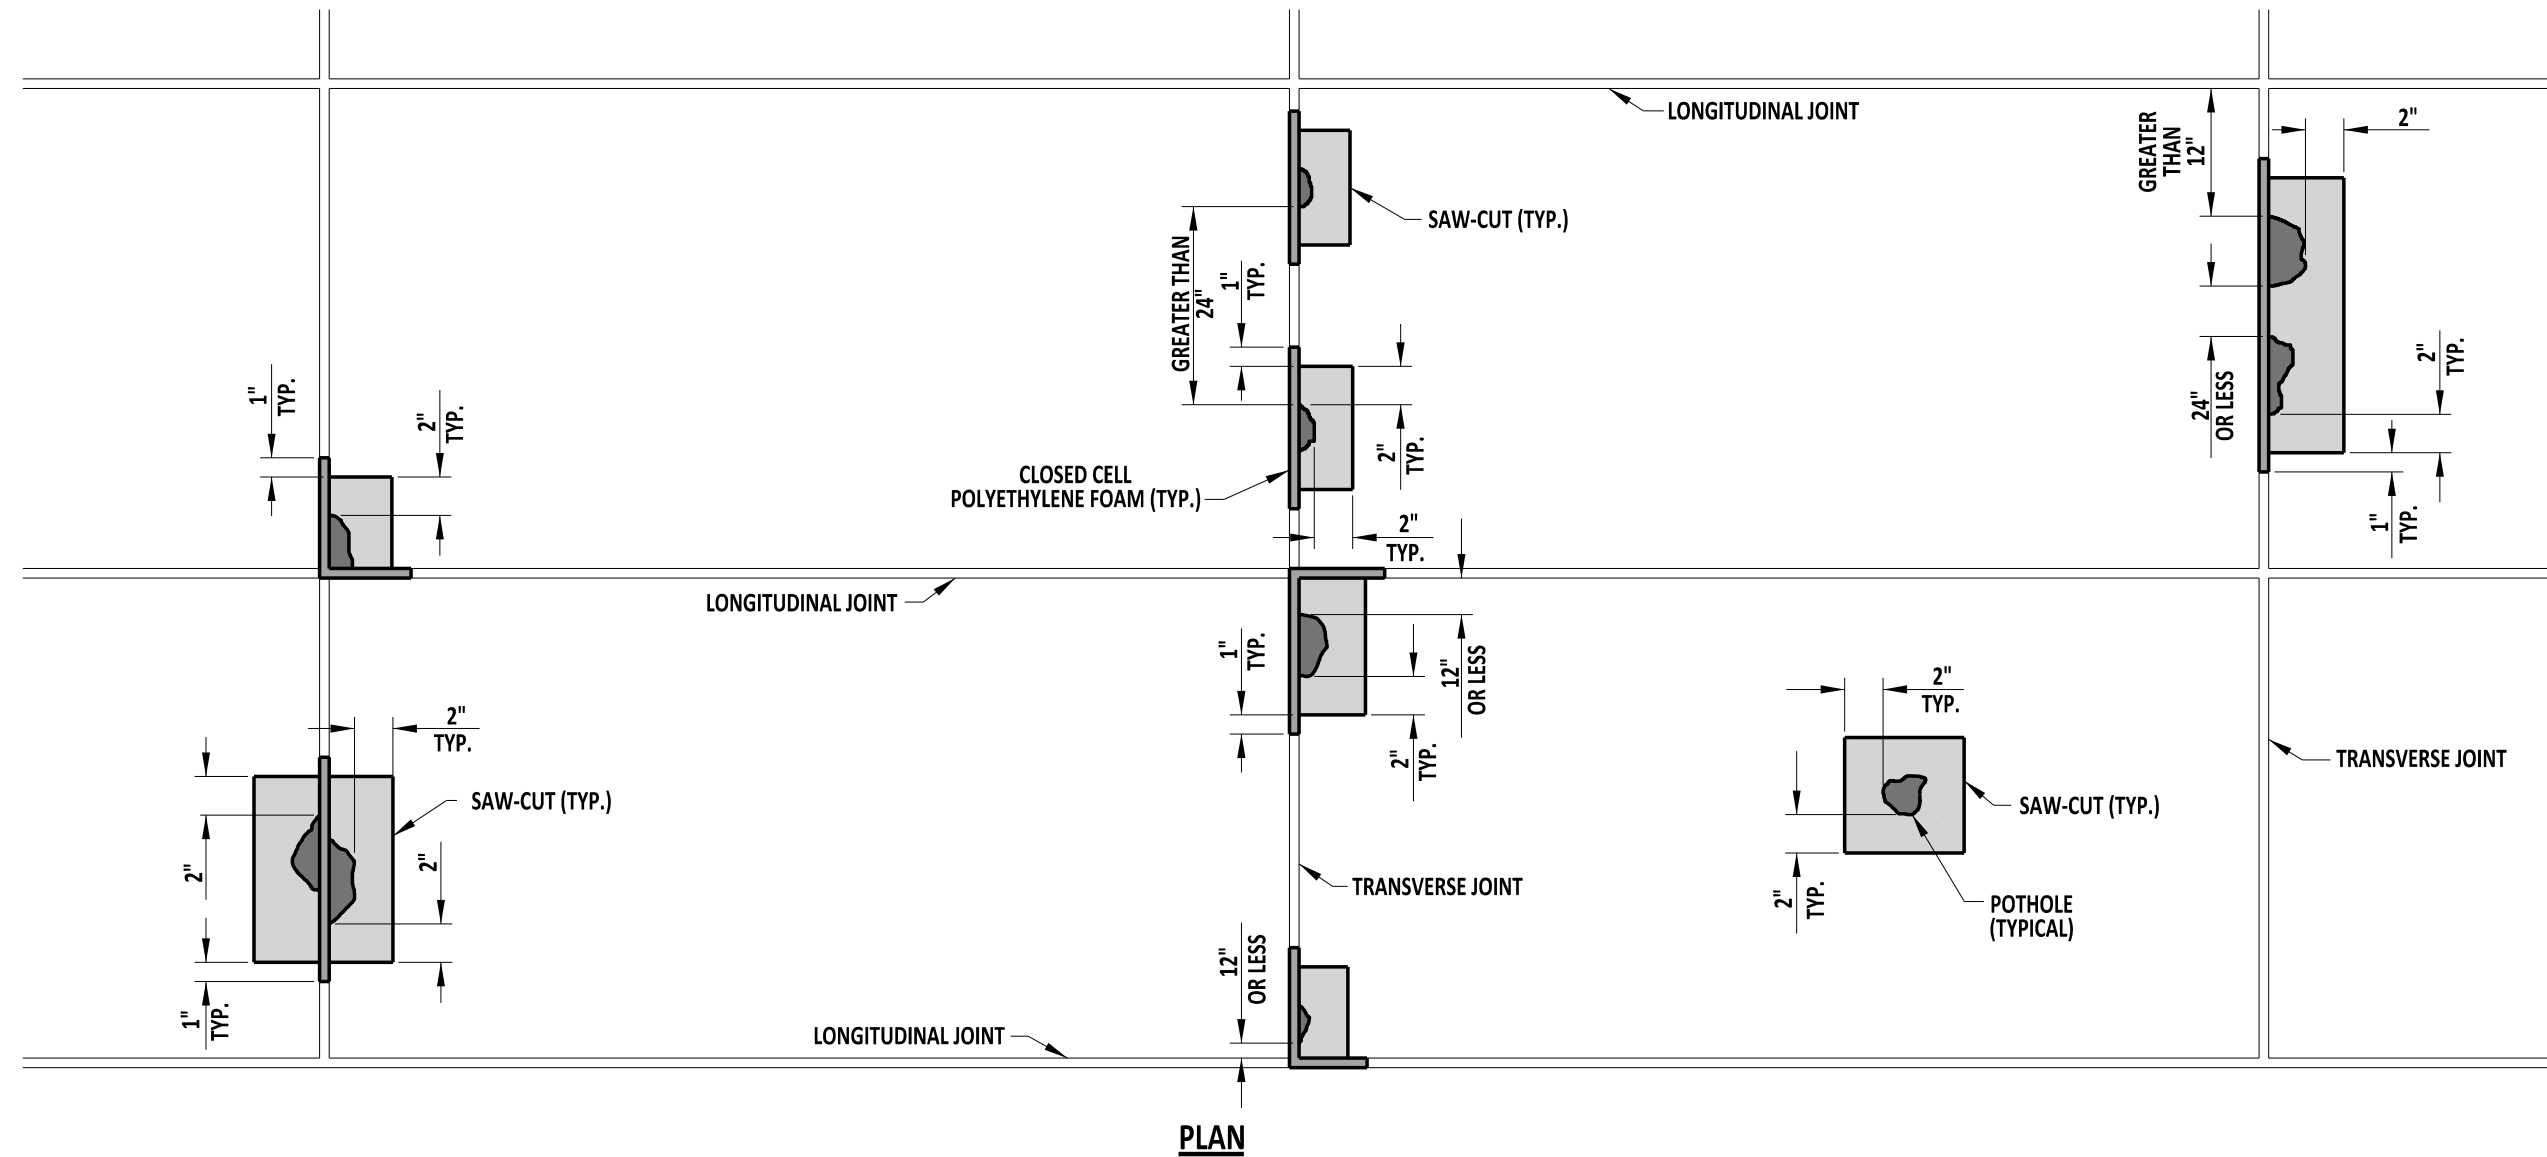 LONGITUDINAL JOINT
GREATER
THAN
12"
2"
SAW-CUT (TYP.)
GREATER THAN
24"
1"
TYP.
2"
TYP.
24"
OR LESS
1"
TYP.
2"
TYP.
2"
TYP.
CLOSED CELL
POLYETHYLENE FOAM (TYP.)
2"
TYP.
1"
TYP.
LONGITUDINAL JOINT
1"
TYP.
12"
OR LESS
2"
TYP.
2"
TYP.
2"
TYP.
SAW-CUT (TYP.)
2"
2"
1"
TYP.
TRANSVERSE JOINT
SAW-CUT (TYP.)
2"
TYP.
POTHOLE
(TYPICAL)
TRANSVERSE JOINT
12"
OR LESS
LONGITUDINAL JOINT
PLAN